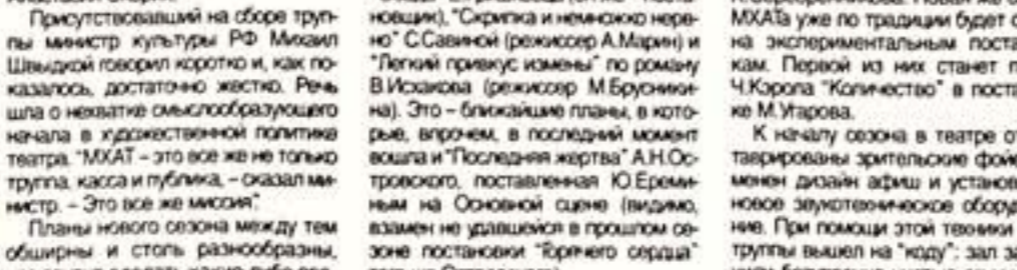 Присутствовавший на сборе труп-
пы министр культуры РФ Михаил
Швыдкой говорил коротко и, как по-
казалось, достаточно жестко. Речь
шла о нехватке смыслообразующего
начала в художественной политике
театра. "МХАТ – это все же не только
труппа, касса и публика, – сказал ми-
нистр. – Это все же миссия".
Планы нового сезона между тем
обширны и столь разнообразны,
новщик), "Скрипка и немножко нерв-
но" С.Савиной (режиссер А.Марин) и
"Легкий привкус измены" по роману
В.Исхакова (режиссер М.Брусники-
на). Это – ближайшие планы, в кото-
рые, впрочем, в последний момент
вошла и "Последняя жертва" А.Н.Ос-
тровского, поставленная Ю.Ереми-
ным на Основной сцене (видимо,
взамен не удавшейся в прошлом се-
зоне постановки "Горячего сердца"
МХАТа уже по традиции будет
на экспериментальным поста
кам. Первой из них станет п
Ч.Кэрола "Количество" в поста
ке М.Угарова.
К началу сезона в театре от
таврированы зрительские фойе
менен дизайн афиш и установ
новое звукотехническое оборуд
ние. При помощи этой техники
труппы вышел на "коду": зал за